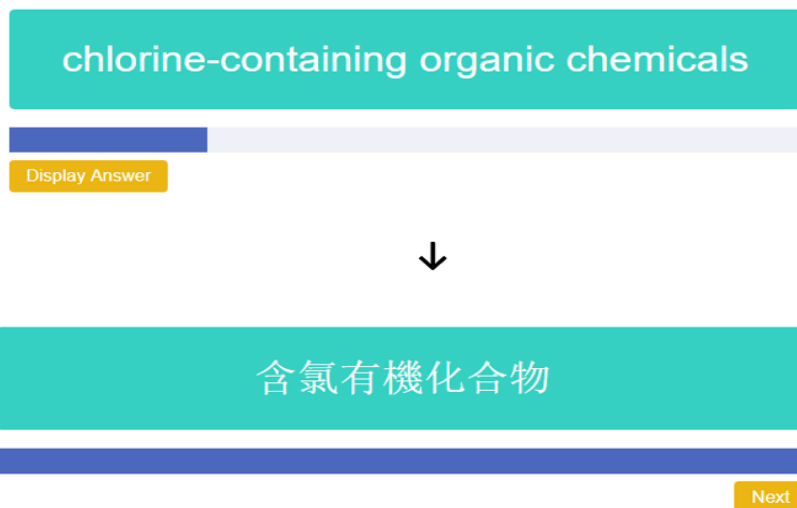 chlorine-containing organic chemicals
Display Answer
↓
含氯有機化合物
Next